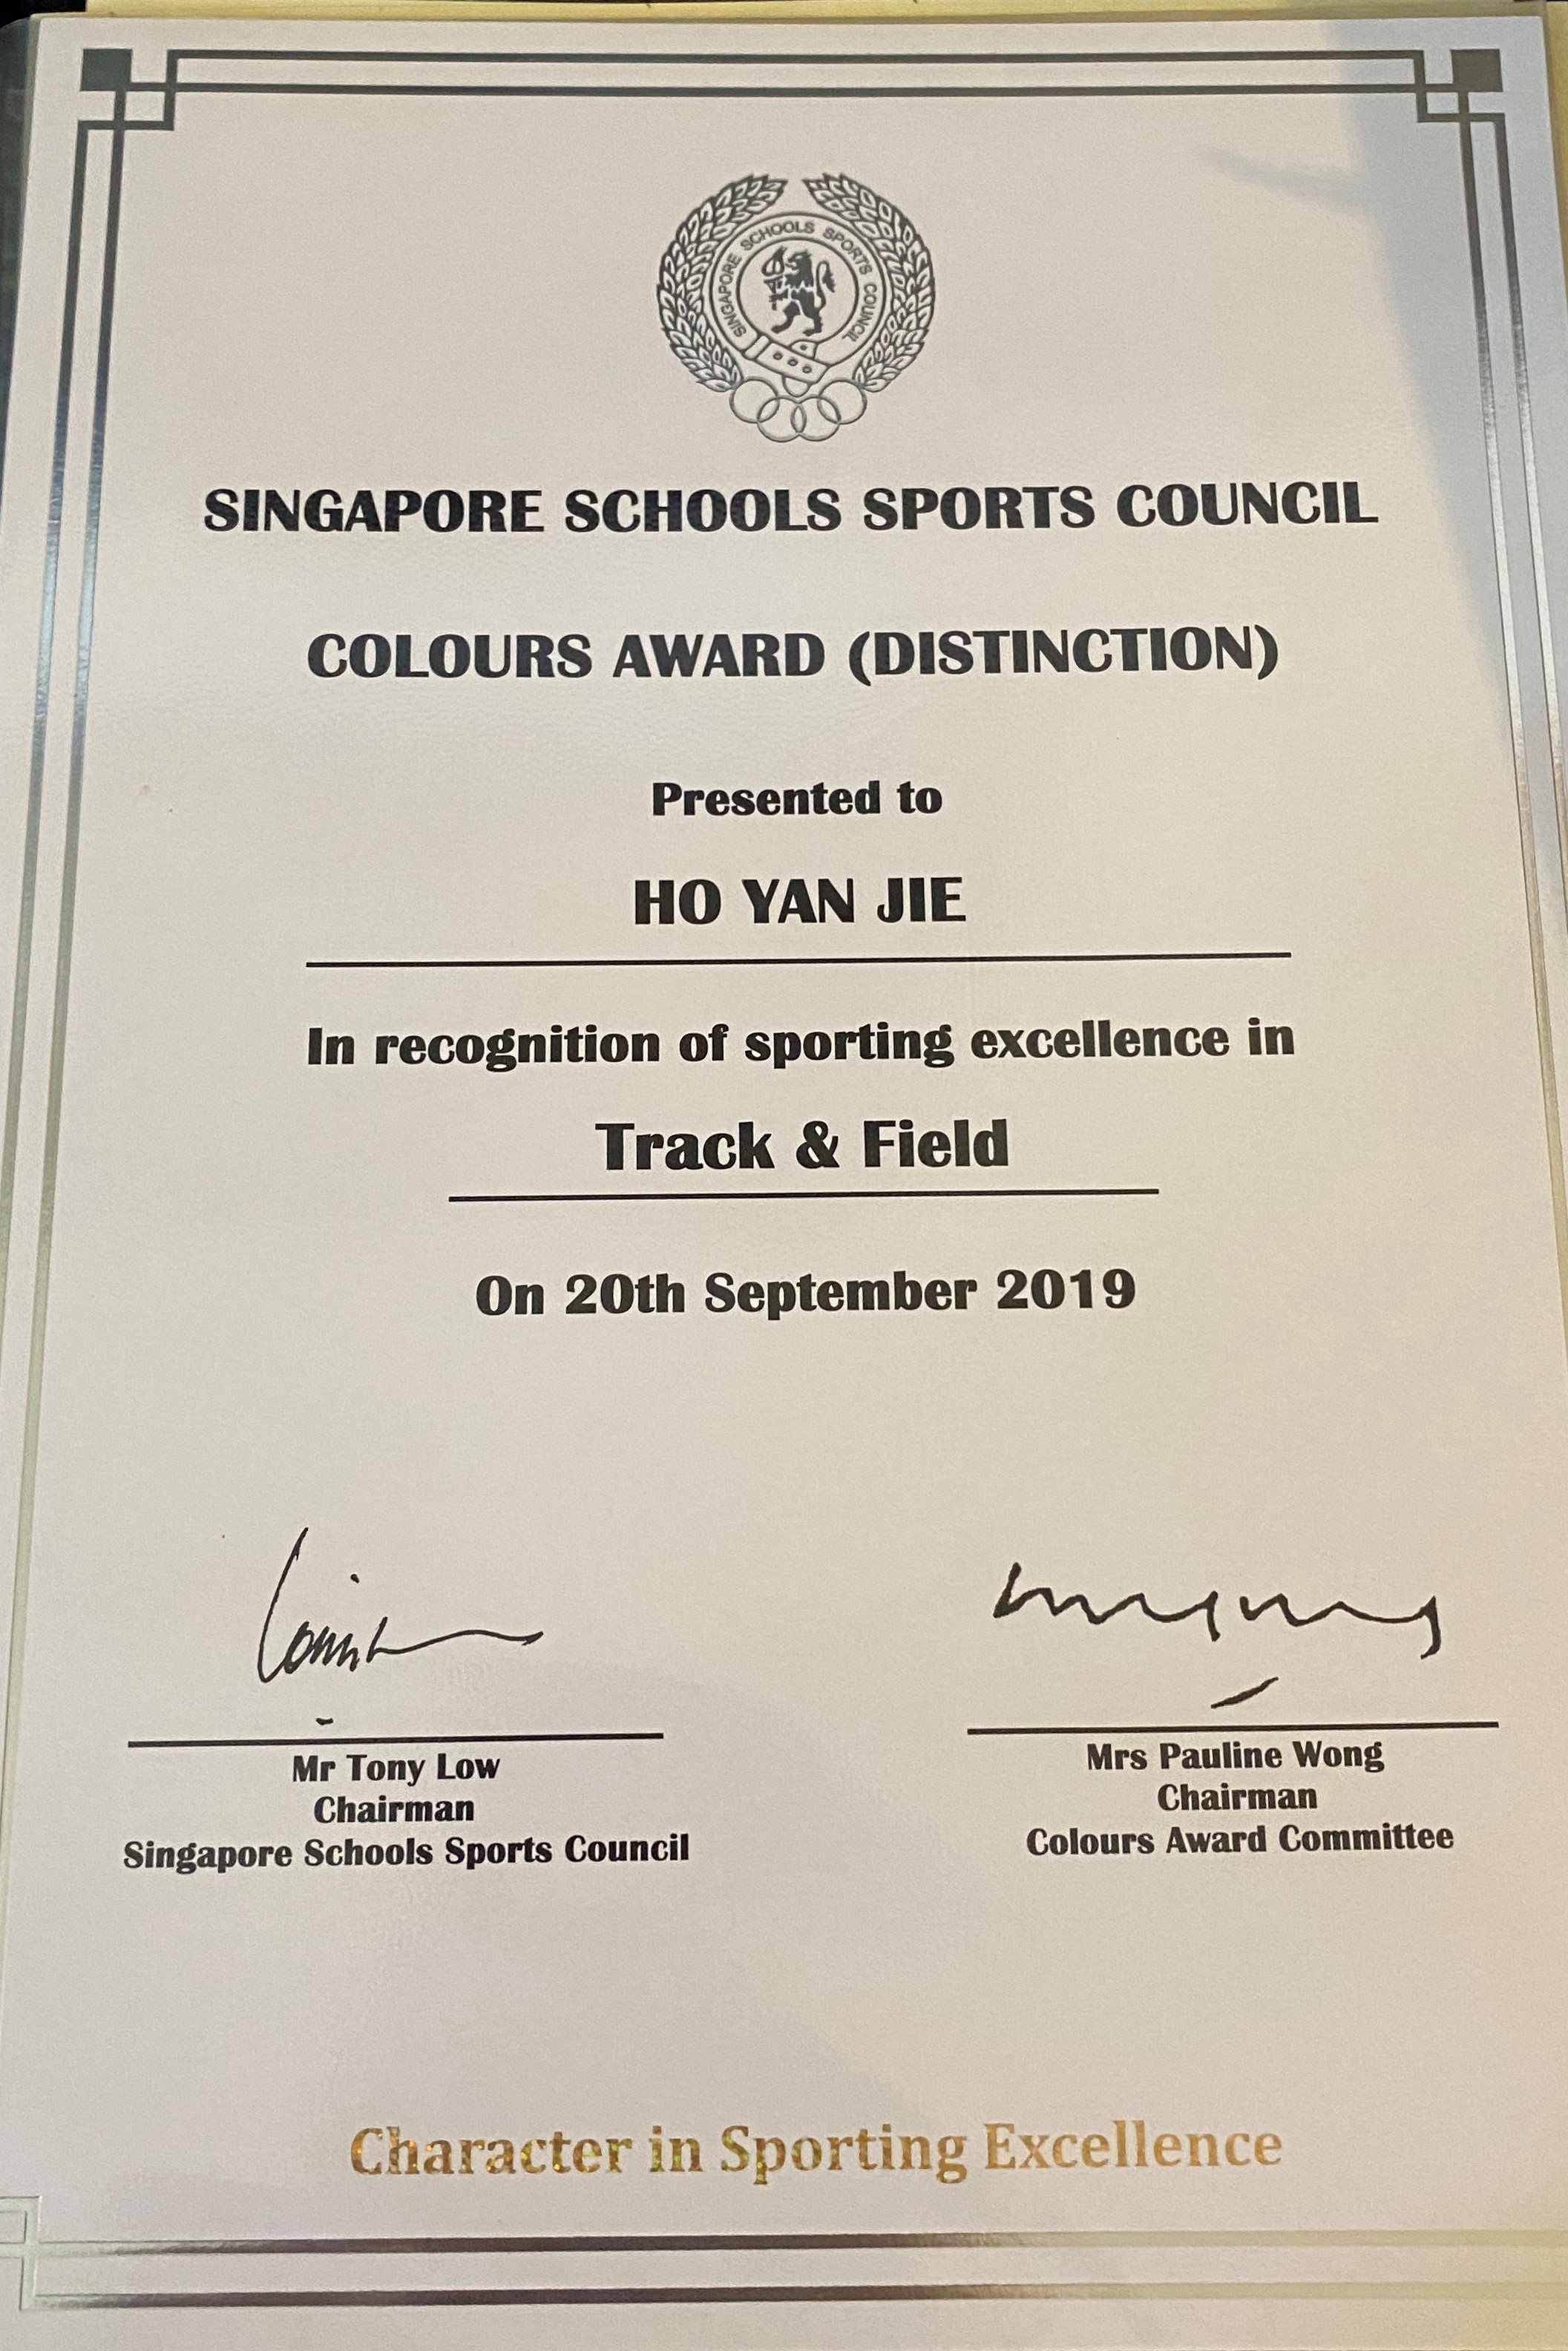 SINGAPORE SCHOOLS SPORTS COUNCIL
SINGAPORE SCHOOLS SPORTS COUNCIL
COLOURS AWARD (DISTINCTION)
Presented to
HO YAN JIE
In recognition of sporting excellence in
Track & Field
On 20th September 2019
Mr Tony Low
Chairman
Singapore Schools Sports Council
Mrs Pauline Wong
Chairman
Colours Award Committee
Character in Sporting Excellence